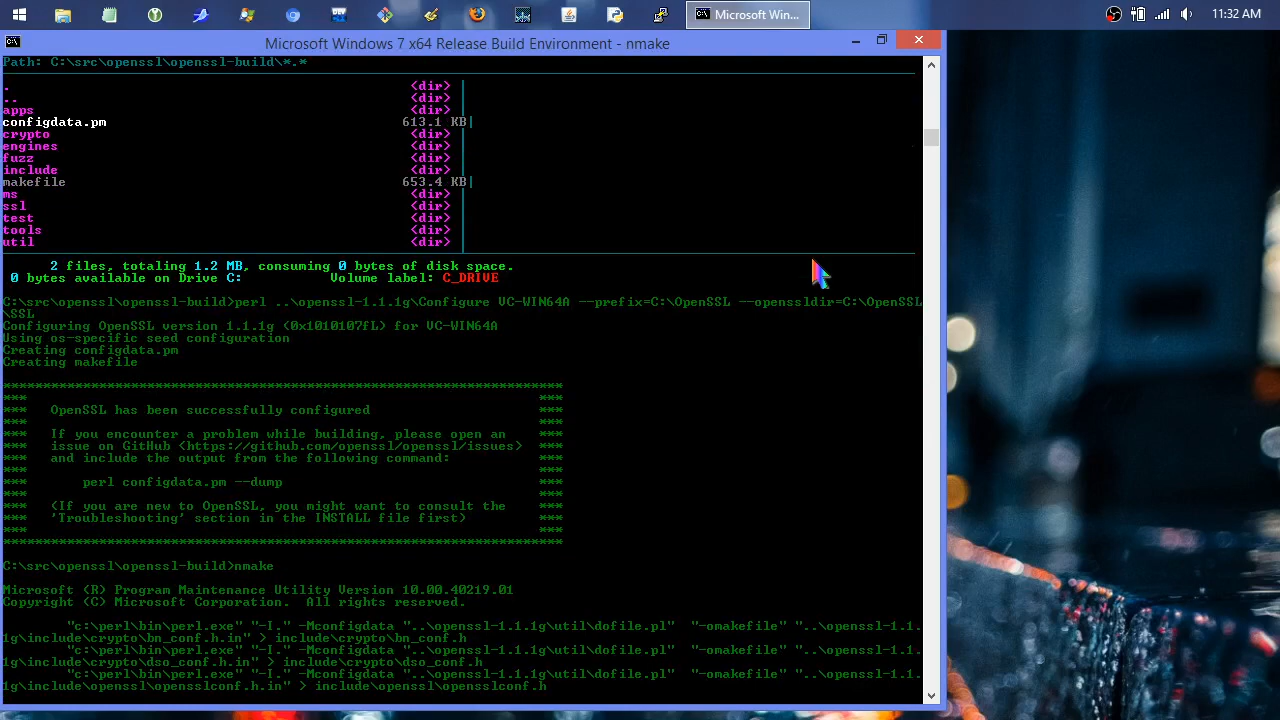 Microsoft Win...
11:32 AM
Microsoft Windows 7 x64 Release Build Environment - nmake
Path: C:\src\openssl\openssl-build\*.*
. <dir>
.. <dir>
apps <dir>
configdata.pm 613.1 KB
crypto <dir>
engines <dir>
fuzz <dir>
include <dir>
makefile 653.4 KB
ms <dir>
ssl <dir>
test <dir>
tools <dir>
util <dir>
2 files, totaling 1.2 MB, consuming 0 bytes of disk space.
0 bytes available on Drive C: Volume label: C_DRIVE
C:\src\openssl\openssl-build>perl ..\openssl-1.1.1g\Configure VC-WIN64A --prefix=C:\OpenSSL --openssldir=C:\OpenSSL
\SSL
Configuring OpenSSL version 1.1.1g (0x1010107fL) for VC-WIN64A
Using os-specific seed configuration
Creating configdata.pm
Creating makefile
**********************************************************************
*** ***
*** OpenSSL has been successfully configured ***
*** ***
*** If you encounter a problem while building, please open an ***
*** issue on GitHub <https://github.com/openssl/openssl/issues> ***
*** and include the output from the following command: ***
*** ***
*** perl configdata.pm --dump ***
*** ***
*** (If you are new to OpenSSL, you might want to consult the ***
*** 'Troubleshooting' section in the INSTALL file first) ***
*** ***
**********************************************************************
C:\src\openssl\openssl-build>nmake
Microsoft (R) Program Maintenance Utility Version 10.00.40219.01
Copyright (C) Microsoft Corporation.  All rights reserved.
"c:\perl\bin\perl.exe" "-I." -Mconfigdata "..\openssl-1.1.1g\util\dofile.pl"  "-omakefile" "..\openssl-1.1.
1g\include\crypto\bn_conf.h.in" > include\crypto\bn_conf.h
"c:\perl\bin\perl.exe" "-I." -Mconfigdata "..\openssl-1.1.1g\util\dofile.pl"  "-omakefile" "..\openssl-1.1.
1g\include\crypto\dso_conf.h.in" > include\crypto\dso_conf.h
"c:\perl\bin\perl.exe" "-I." -Mconfigdata "..\openssl-1.1.1g\util\dofile.pl"  "-omakefile" "..\openssl-1.1.
1g\include\openssl\opensslconf.h.in" > include\openssl\opensslconf.h